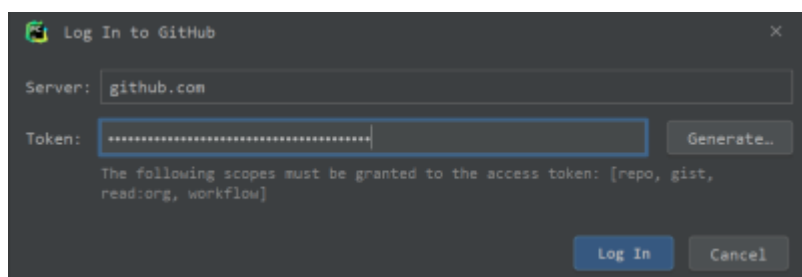 PC
Log In to GitHub
Server: github.com
Token: •••••••••••••••••••••••••••••••••••••••• Generate…
The following scopes must be granted to the access token: [repo, gist,
read:org, workflow]
Log In Cancel